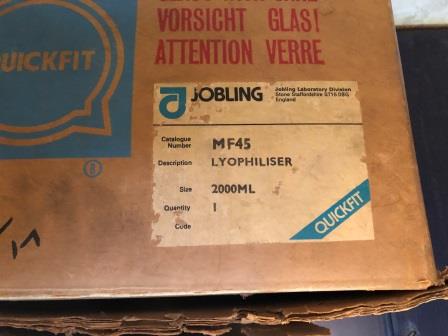 VORSICHT GLAS!
ATTENTION VERRE
QUICKFIT
®
JOBLING
Jobling Laboratory Division
Stone Staffordshire ST15 0BG
England
Catalogue Number MF45
Description LYOPHILISER
Size 2000ML
Quantity 1
Code
QUICKFIT